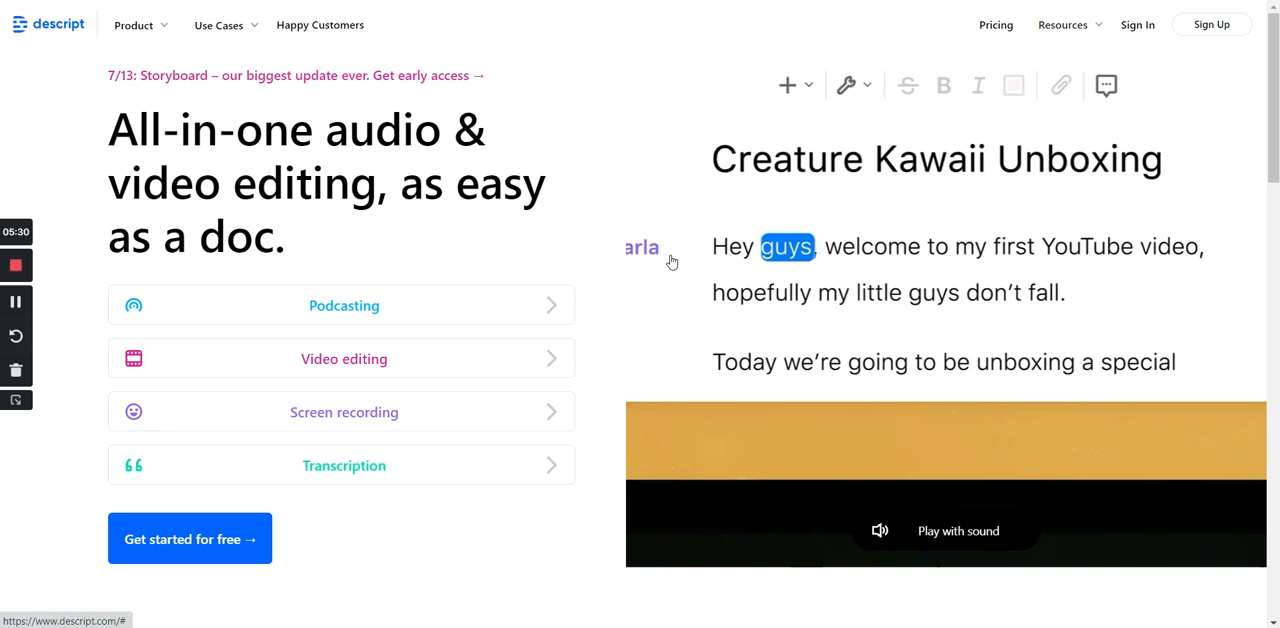 descript
Product
Use Cases
Happy Customers
Pricing
Resources
Sign In
Sign Up
7/13: Storyboard – our biggest update ever. Get early access →
All-in-one audio &
video editing, as easy
as a doc.
Podcasting
Video editing
Screen recording
Transcription
Get started for free →
B
I
Creature Kawaii Unboxing
arla
Hey guys, welcome to my first YouTube video,
hopefully my little guys don’t fall.
Today we’re going to be unboxing a special
Play with sound
05:30
https://www.descript.com/#